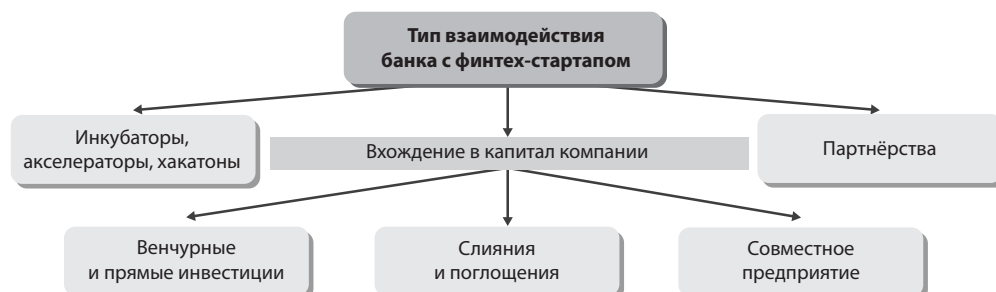 Тип взаимодействия
банка с финтех-стартапом
Инкубаторы,
акселераторы, хакатоны
Вхождение в капитал компании
Партнёрства
Венчурные
и прямые инвестиции
Слияния
и поглощения
Совместное
предприятие